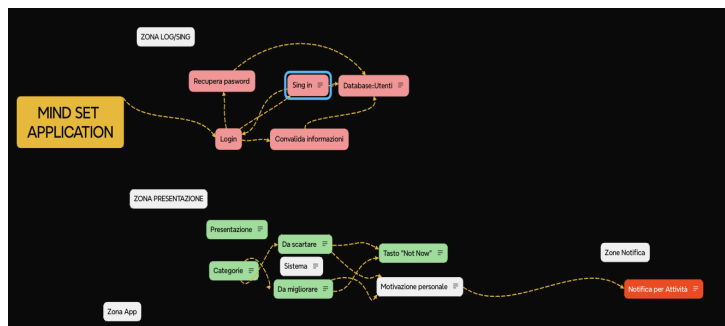 ZONA LOG/SING
Recupera pasword
Sing in
Database:Utenti
MIND SET
APPLICATION
Login
Convalida informazioni
ZONA PRESENTAZIONE
Presentazione
Da scartare
Tasto "Not Now"
Zone Notifica
Categorie
Sistema
Da migliorare
Motivazione personale
Notifica per Attività
Zona App